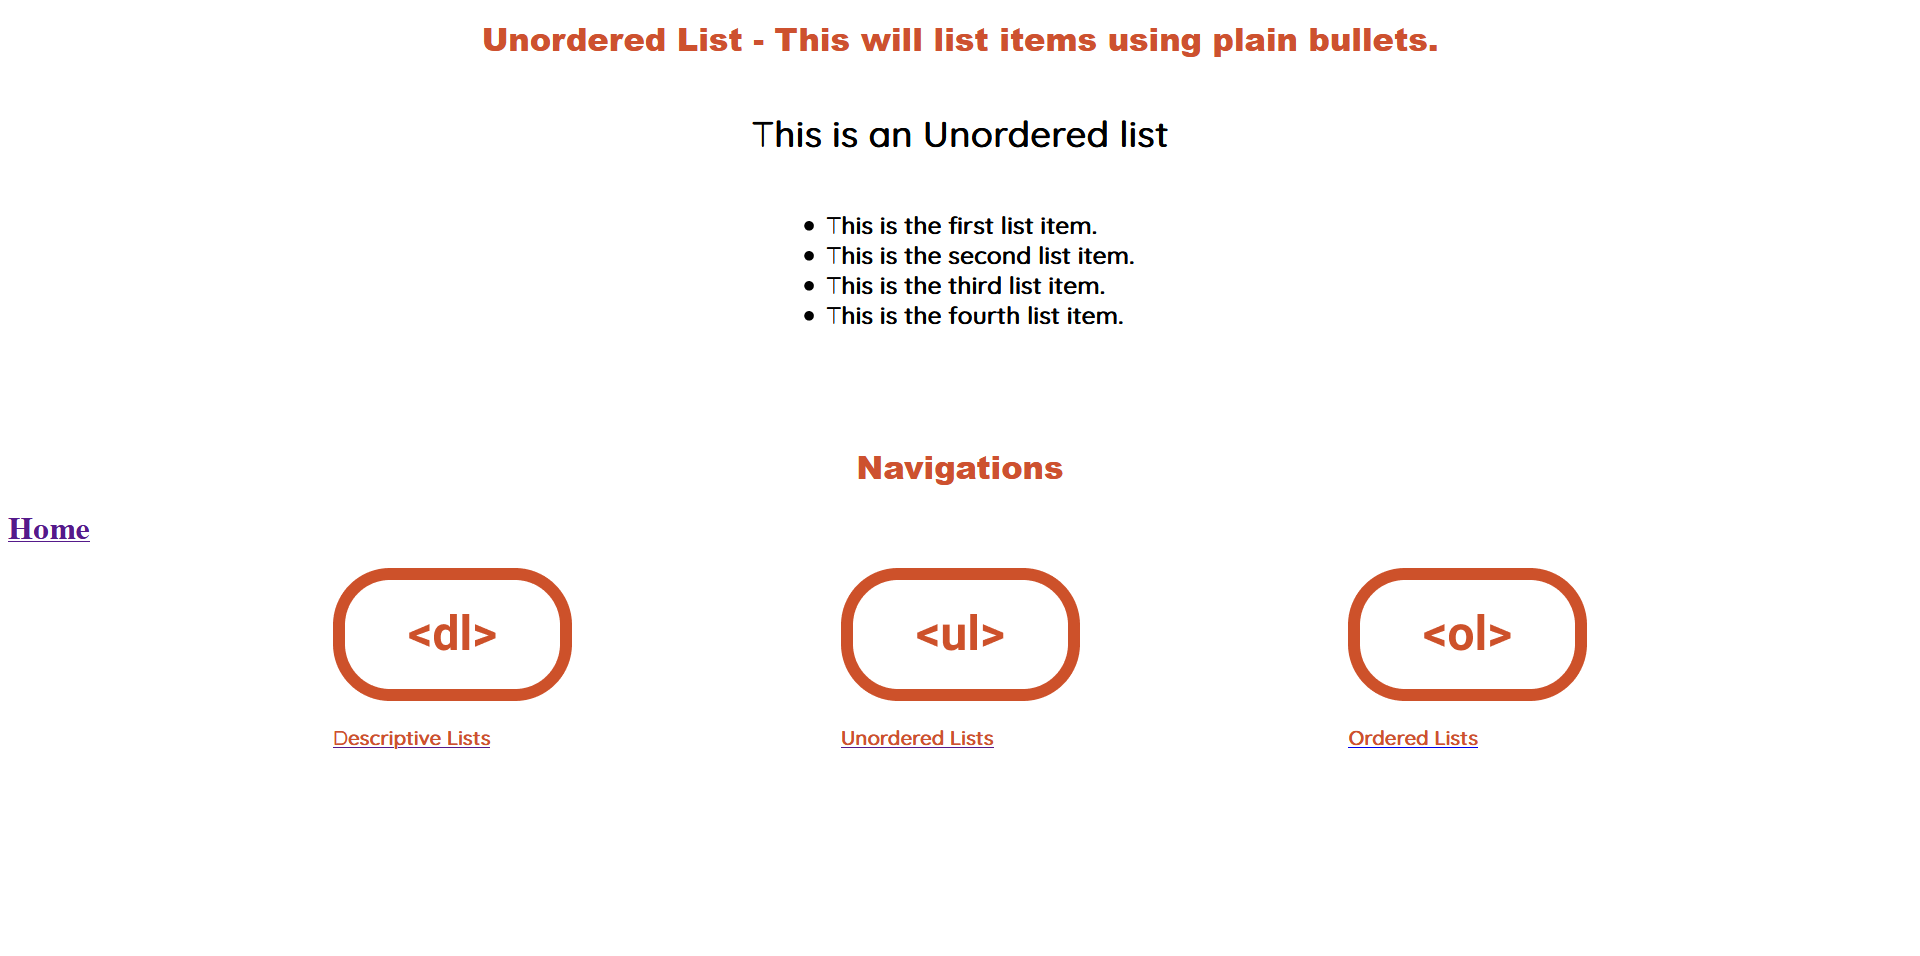 Unordered List - This will list items using plain bullets.
This is an Unordered list
• This is the first list item.
• This is the second list item.
• This is the third list item.
• This is the fourth list item.
Navigations
Home
<dl>
<ul>
<ol>
Descriptive Lists
Unordered Lists
Ordered Lists